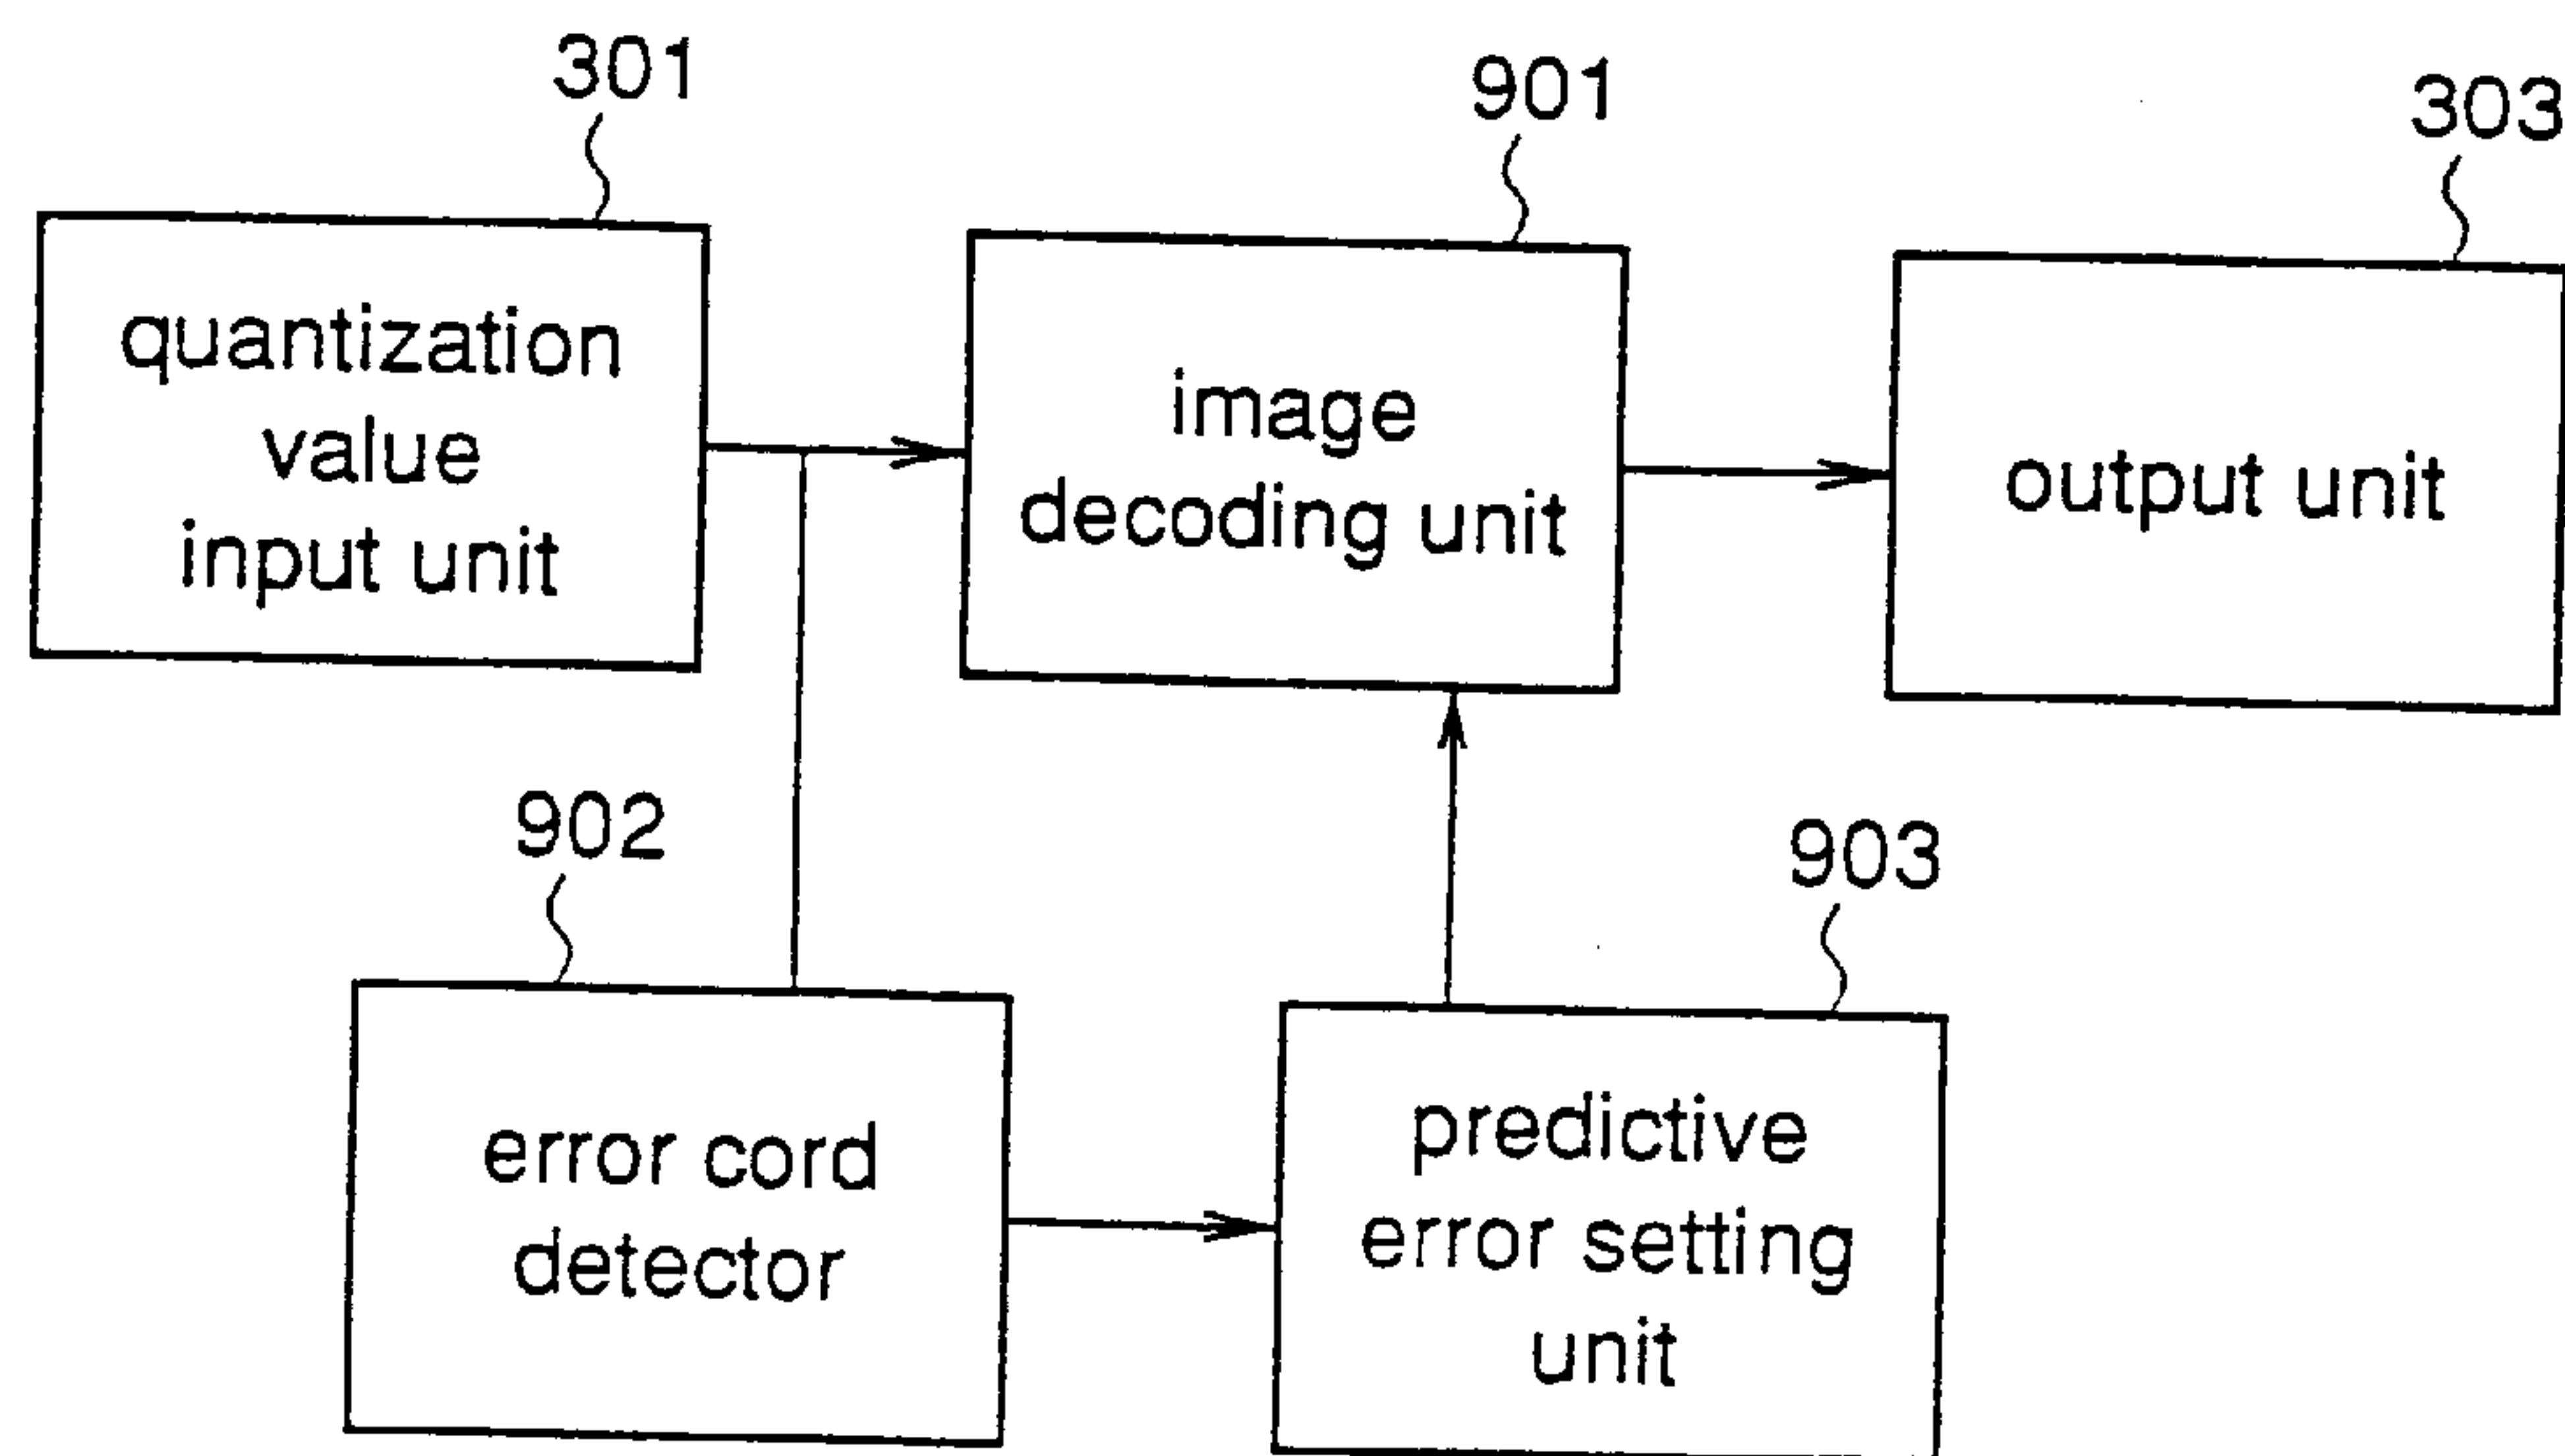 301
quantization
value
input unit
901
image
decoding unit
303
output unit
902
error cord
detector
903
predictive
error setting
unit